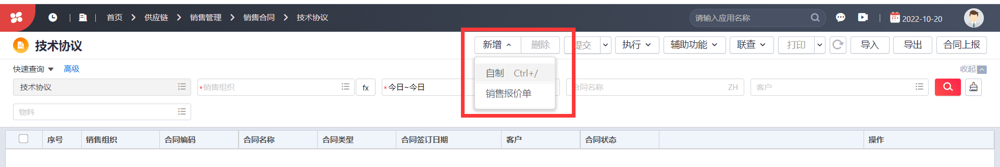 首页 供应链 销售管理 销售合同 技术协议 请输入应用名称 2022-10-20
技术协议 新增 删除 提交 执行 辅助功能 联查 打印 导入 导出 合同上报
快速查询 高级 收起
自制 Ctrl+/
技术协议 *销售组织 fx *今日~今日 合同名称 ZH 客户
销售报价单
物料
序号 销售组织 合同编码 合同名称 合同类型 合同签订日期 客户 合同状态 操作